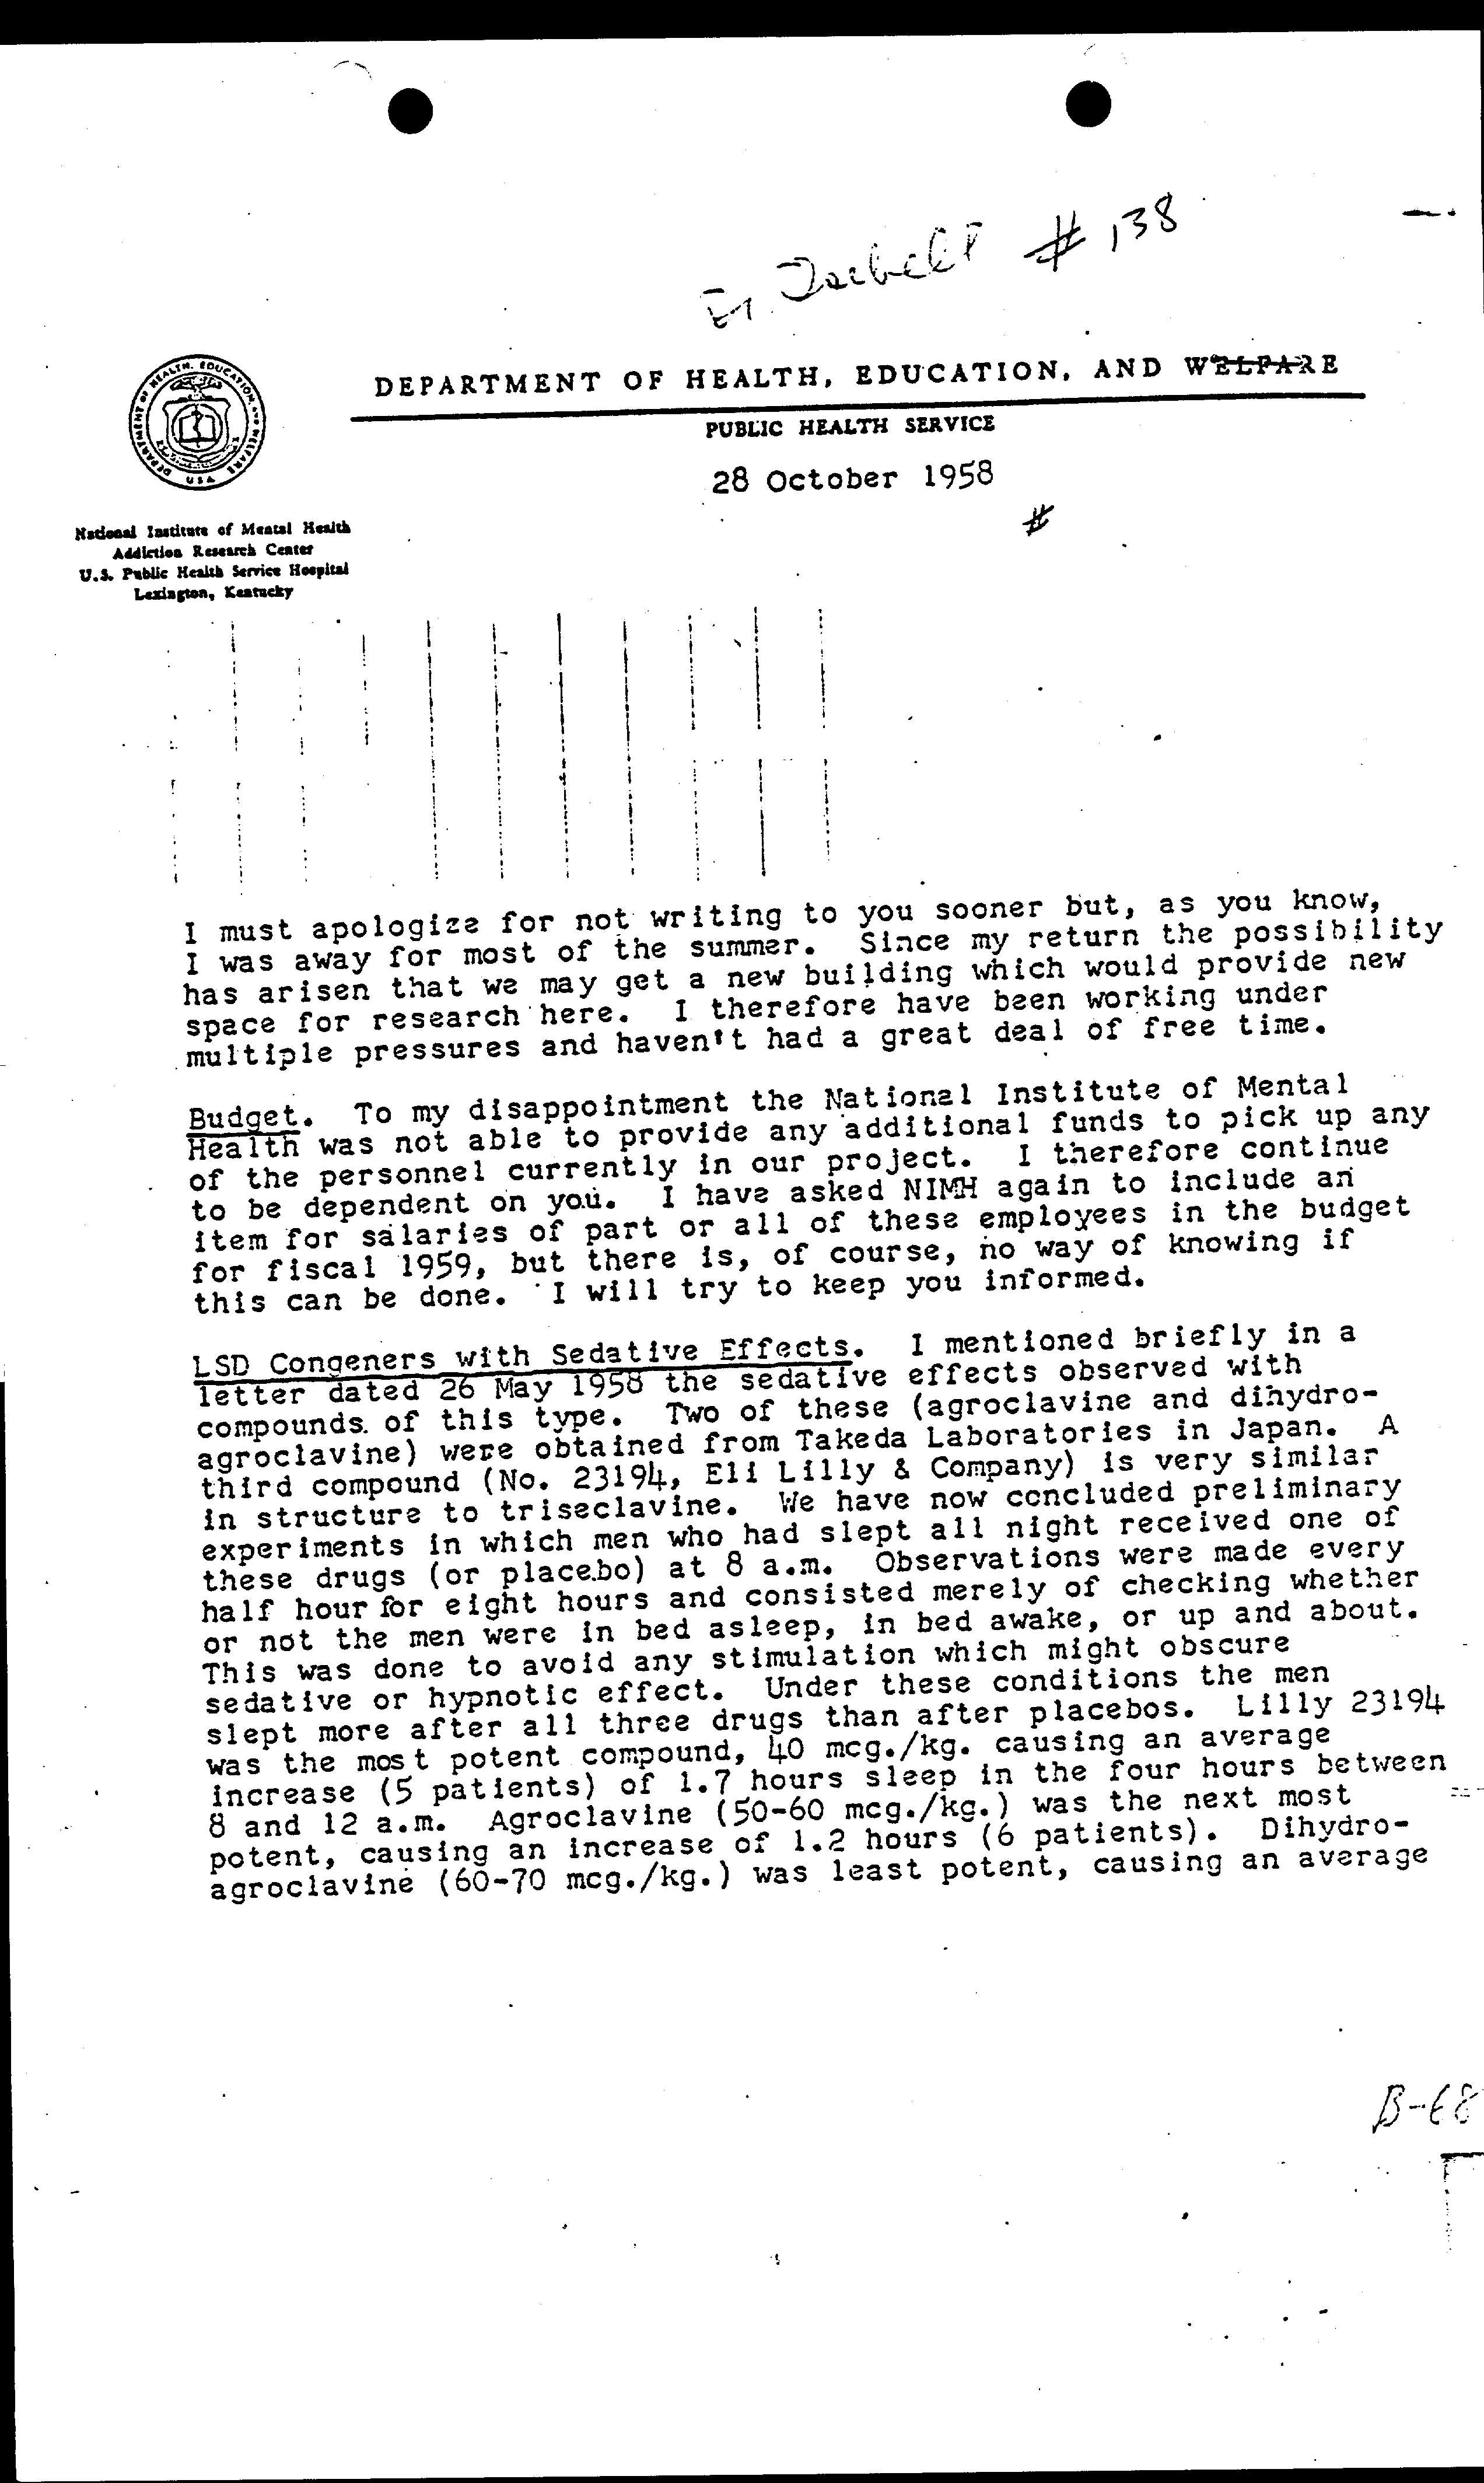 # 138
DEPARTMENT OF HEALTH, EDUCATION, AND WELFARE
PUBLIC HEALTH SERVICE
DEPARTMENT OF HEALTH, EDUCATION AND WELFARE
USA
28 October 1958
#
National Institute of Mental Health
Addiction Research Center
U.S. Public Health Service Hospital
Lexington, Kentucky
I must apologize for not writing to you sooner but, as you know,
I was away for most of the summer. Since my return the possibility
has arisen that we may get a new building which would provide new
space for research here. I therefore have been working under
multiple pressures and haven't had a great deal of free time.
Budget. To my disappointment the National Institute of Mental
Health was not able to provide any additional funds to pick up any
of the personnel currently in our project. I therefore continue
to be dependent on you. I have asked NIMH again to include an
item for salaries of part or all of these employees in the budget
for fiscal 1959, but there is, of course, no way of knowing if
this can be done. I will try to keep you informed.
LSD Congeners with Sedative Effects. I mentioned briefly in a
letter dated 26 May 1958 the sedative effects observed with
compounds of this type. Two of these (agroclavine and dihydro-
agroclavine) were obtained from Takeda Laboratories in Japan. A
third compound (No. 23194, Eli Lilly & Company) is very similar
in structure to triseclavine. We have now concluded preliminary
experiments in which men who had slept all night received one of
these drugs (or placebo) at 8 a.m. Observations were made every
half hour for eight hours and consisted merely of checking whether
or not the men were in bed asleep, in bed awake, or up and about.
This was done to avoid any stimulation which might obscure
sedative or hypnotic effect. Under these conditions the men
slept more after all three drugs than after placebos. Lilly 23194
was the most potent compound, 40 mcg./kg. causing an average
increase (5 patients) of 1.7 hours sleep in the four hours between
8 and 12 a.m. Agroclavine (50-60 mcg./kg.) was the next most
potent, causing an increase of 1.2 hours (6 patients). Dihydro-
agroclavine (60-70 mcg./kg.) was least potent, causing an average
B-68